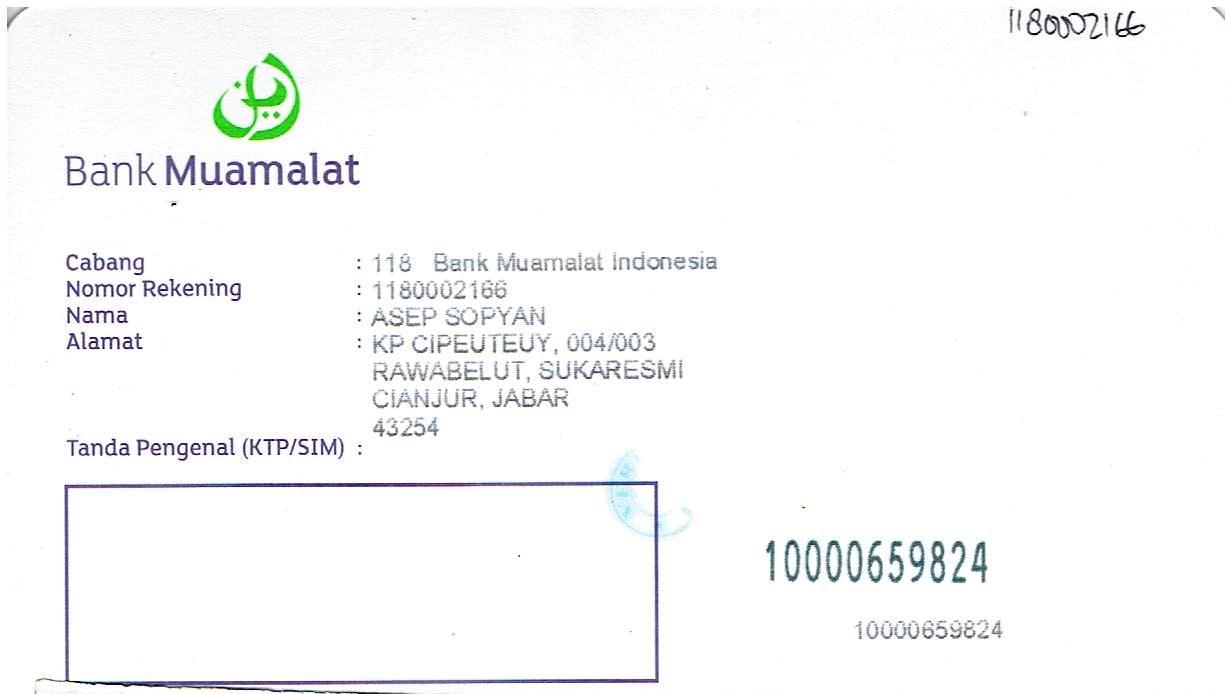 1180002166
Bank Muamalat
Cabang : 118 Bank Muamalat Indonesia
Nomor Rekening : 1180002166
Nama : ASEP SOPYAN
Alamat : KP CIPEUTEUY, 004/003
RAWABELUT, SUKARESMI
CIANJUR, JABAR
43254
Tanda Pengenal (KTP/SIM) :
10000659824
10000659824